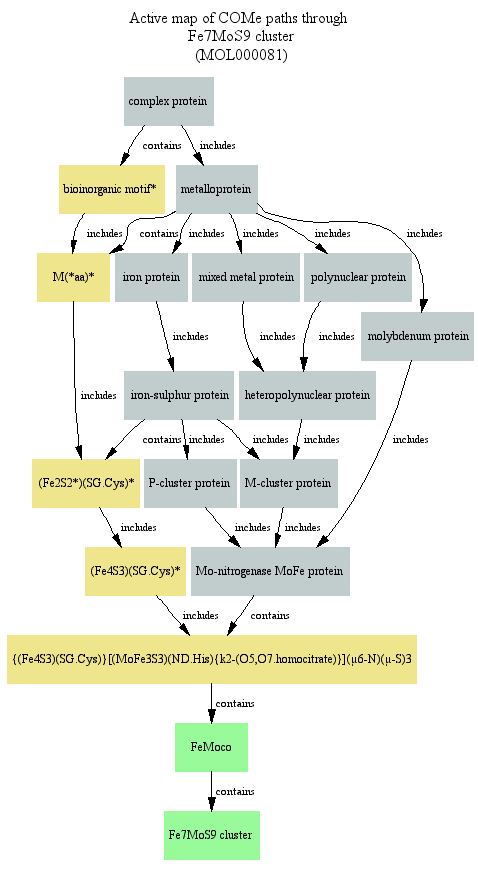 Active map of COMe paths through
Fe7MoS9 cluster
(MOL000081)
complex protein
contains
includes
bioinorganic motif*
metalloprotein
includes
contains
includes
includes
includes
includes
M(*aa)*
iron protein
mixed metal protein
polynuclear protein
molybdenum protein
includes
includes
includes
includes
iron-sulphur protein
heteropolynuclear protein
contains
includes
includes
includes
includes
(Fe2S2*)(SG.Cys)*
P-cluster protein
M-cluster protein
includes
includes
includes
(Fe4S3)(SG.Cys)*
Mo-nitrogenase MoFe protein
includes
contains
{(Fe4S3)(SG.Cys)}[(MoFe3S3)(ND.His){k2-(O5,O7.homocitrate)}](µ6-N)(µ-S)3
contains
FeMoco
contains
Fe7MoS9 cluster